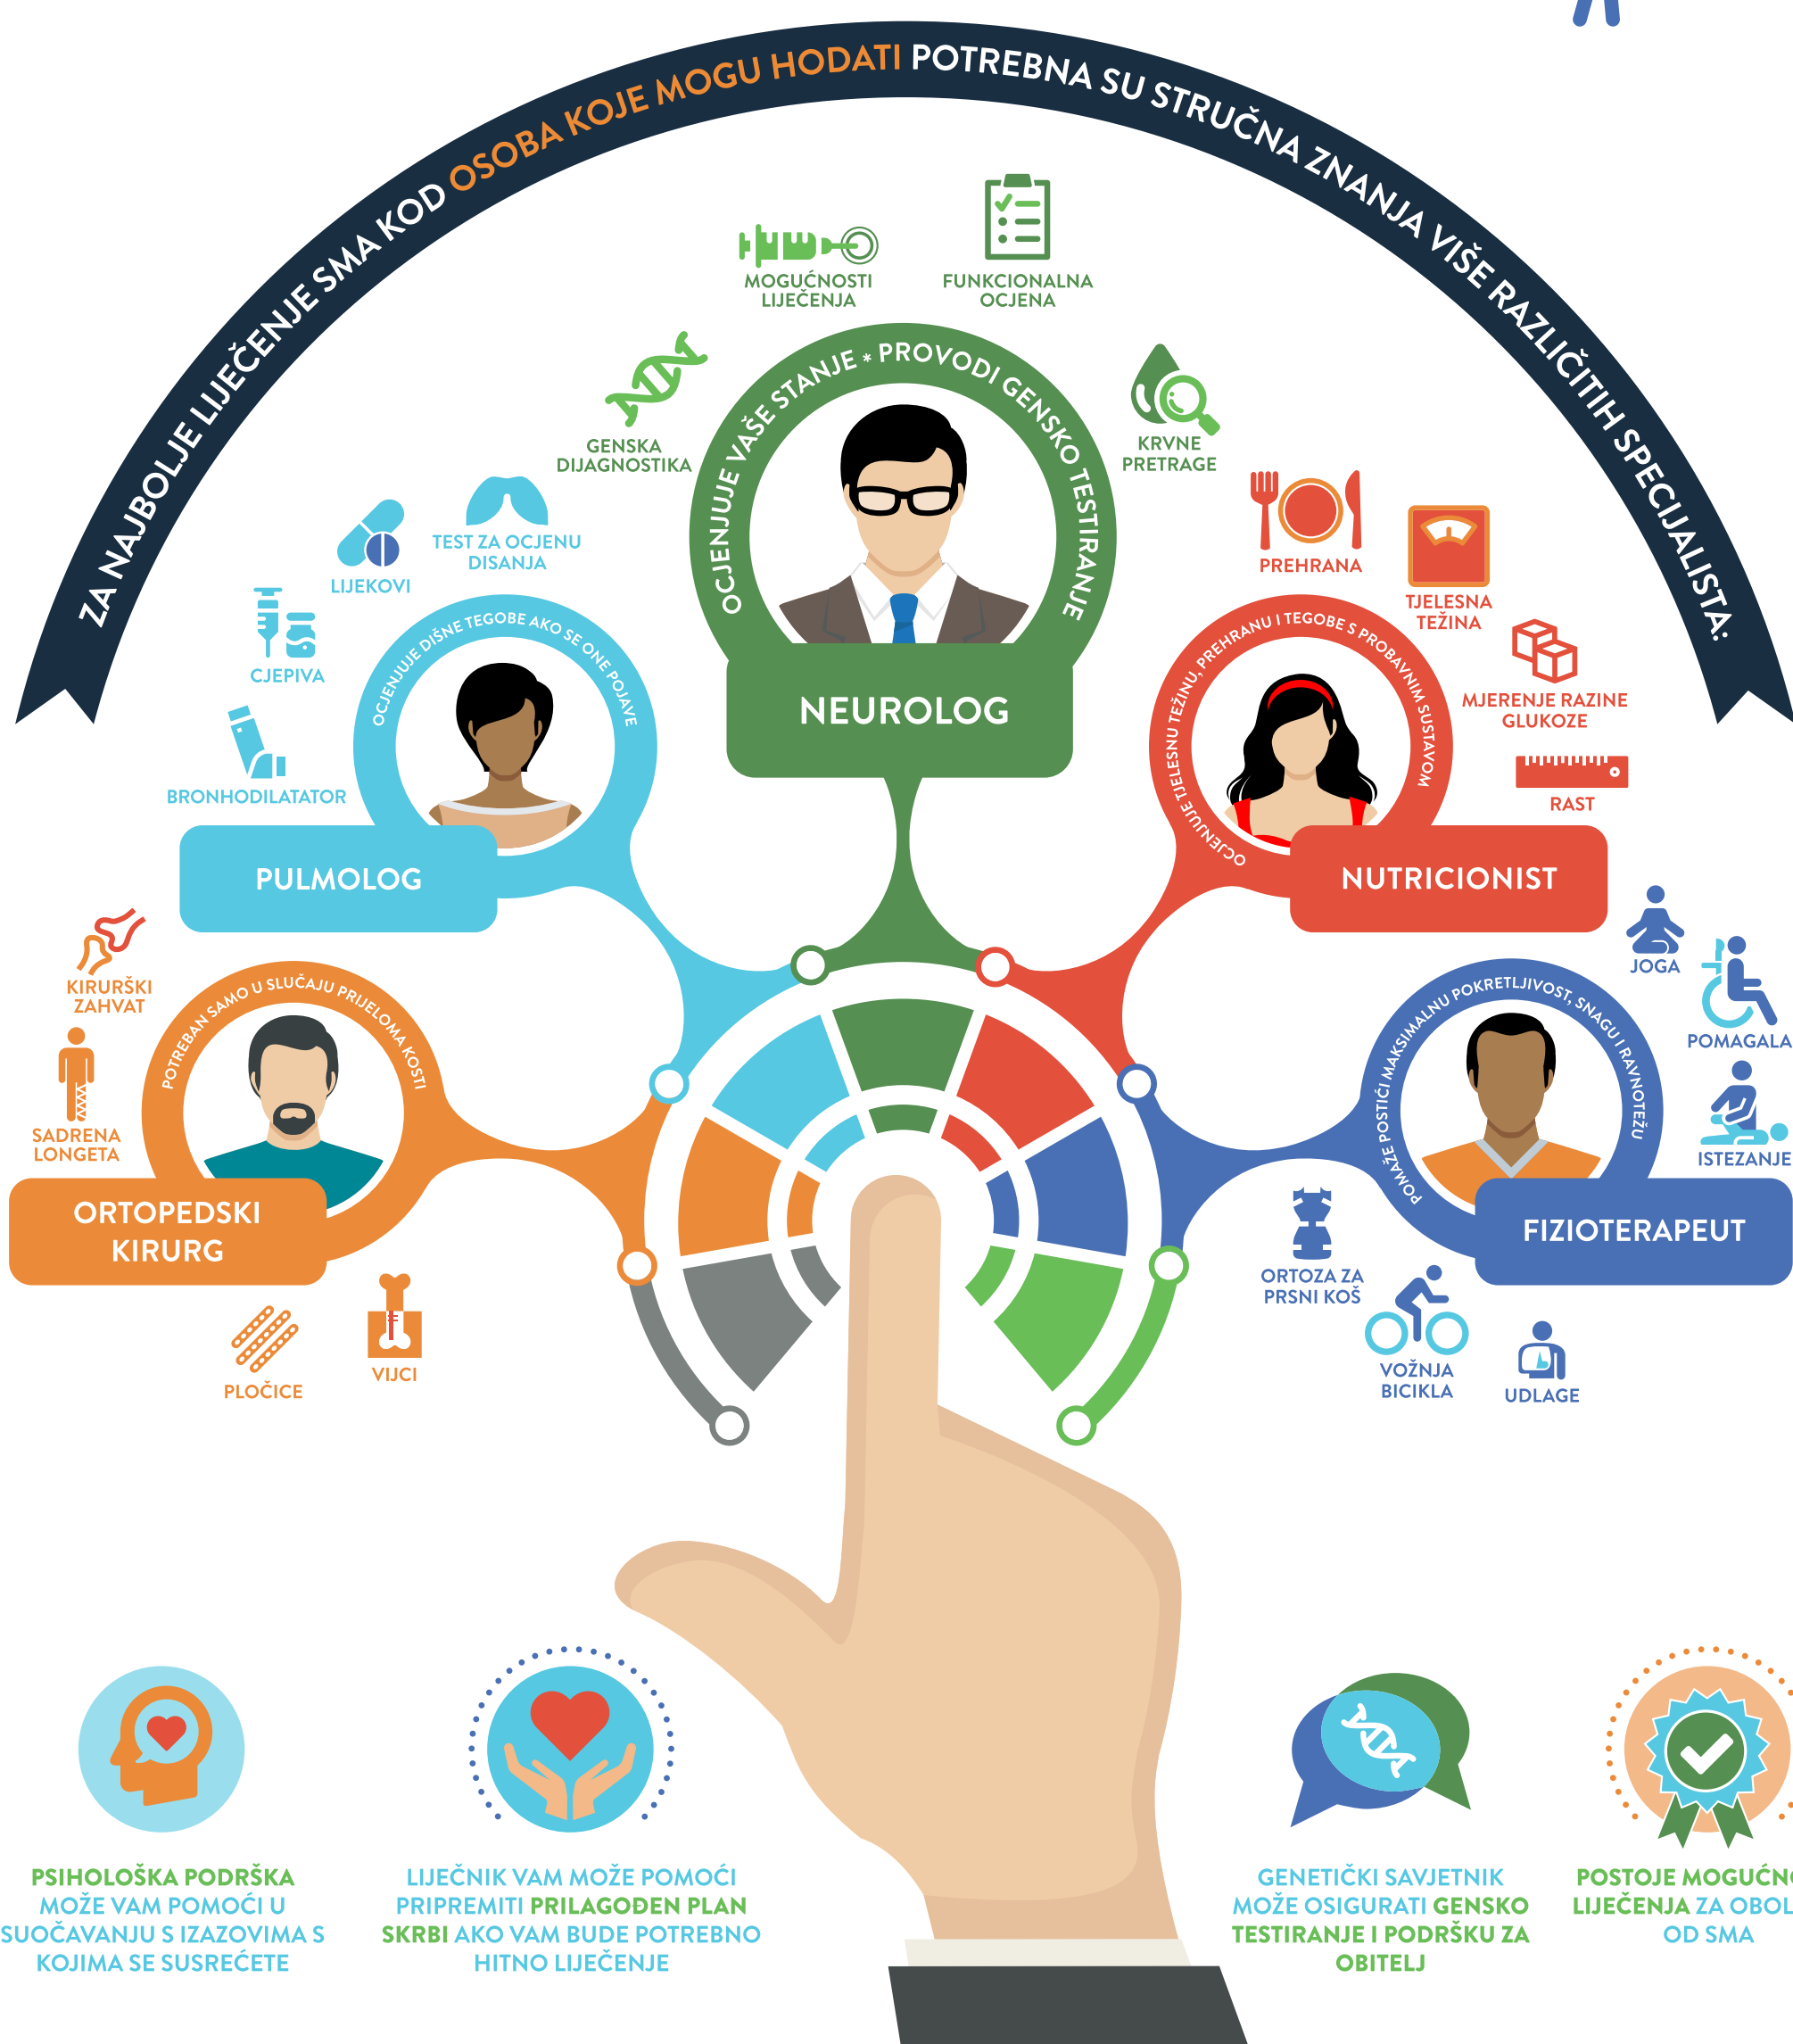 ZA NAJBOLJE LIJEČENJE SMA KOD OSOBA KOJE MOGU HODATI POTREBNA SU STRUČNA ZNANJA VIŠE RAZLIČITIH SPECIJALISTA:
MOGUĆNOSTI
LIJEČENJA
FUNKCIONALNA
OCJENA
GENSKA
DIJAGNOSTIKA
KRVNE
PRETRAGE
OCJENJUJE VAŠE STANJE * PROVODI GENSKO TESTIRANJE
NEUROLOG
TEST ZA OCJENU
DISANJA
LIJEKOVI
CJEPIVA
BRONHODILATATOR
OCJENJUJE DIŠNE TEGOBE AKO SE ONE POJAVE
PULMOLOG
PREHRANA
TJELESNA
TEŽINA
MJERENJE RAZINE
GLUKOZE
RAST
OCJENJUJE TJELESNU TEŽINU, PREHRANU I TEGOBE S PROBAVNIM SUSTAVOM
NUTRICIONIST
KIRURŠKI
ZAHVAT
SADRENA
LONGETA
POTREBAN SAMO U SLUČAJU PRIJELOMA KOSTI
ORTOPEDSKI
KIRURG
PLOČICE
VIJCI
JOGA
POMAGALA
ISTEZANJE
POMAŽE POSTIĆI MAKSIMALNU POKRETLJIVOST, SNAGU I RAVNOTEŽU
FIZIOTERAPEUT
ORTOZA ZA
PRSNI KOŠ
VOŽNJA
BICIKLA
UDLAGE
PSIHOLOŠKA PODRŠKA
MOŽE VAM POMOĆI U
SUOČAVANJU S IZAZOVIMA S
KOJIMA SE SUSREĆETE
LIJEČNIK VAM MOŽE POMOĆI
PRIPREMITI PRILAGOĐEN PLAN
SKRBI AKO VAM BUDE POTREBNO
HITNO LIJEČENJE
GENETIČKI SAVJETNIK
MOŽE OSIGURATI GENSKO
TESTIRANJE I PODRŠKU ZA
OBITELJ
POSTOJE
LIJEČENJA ZA
OD SMA